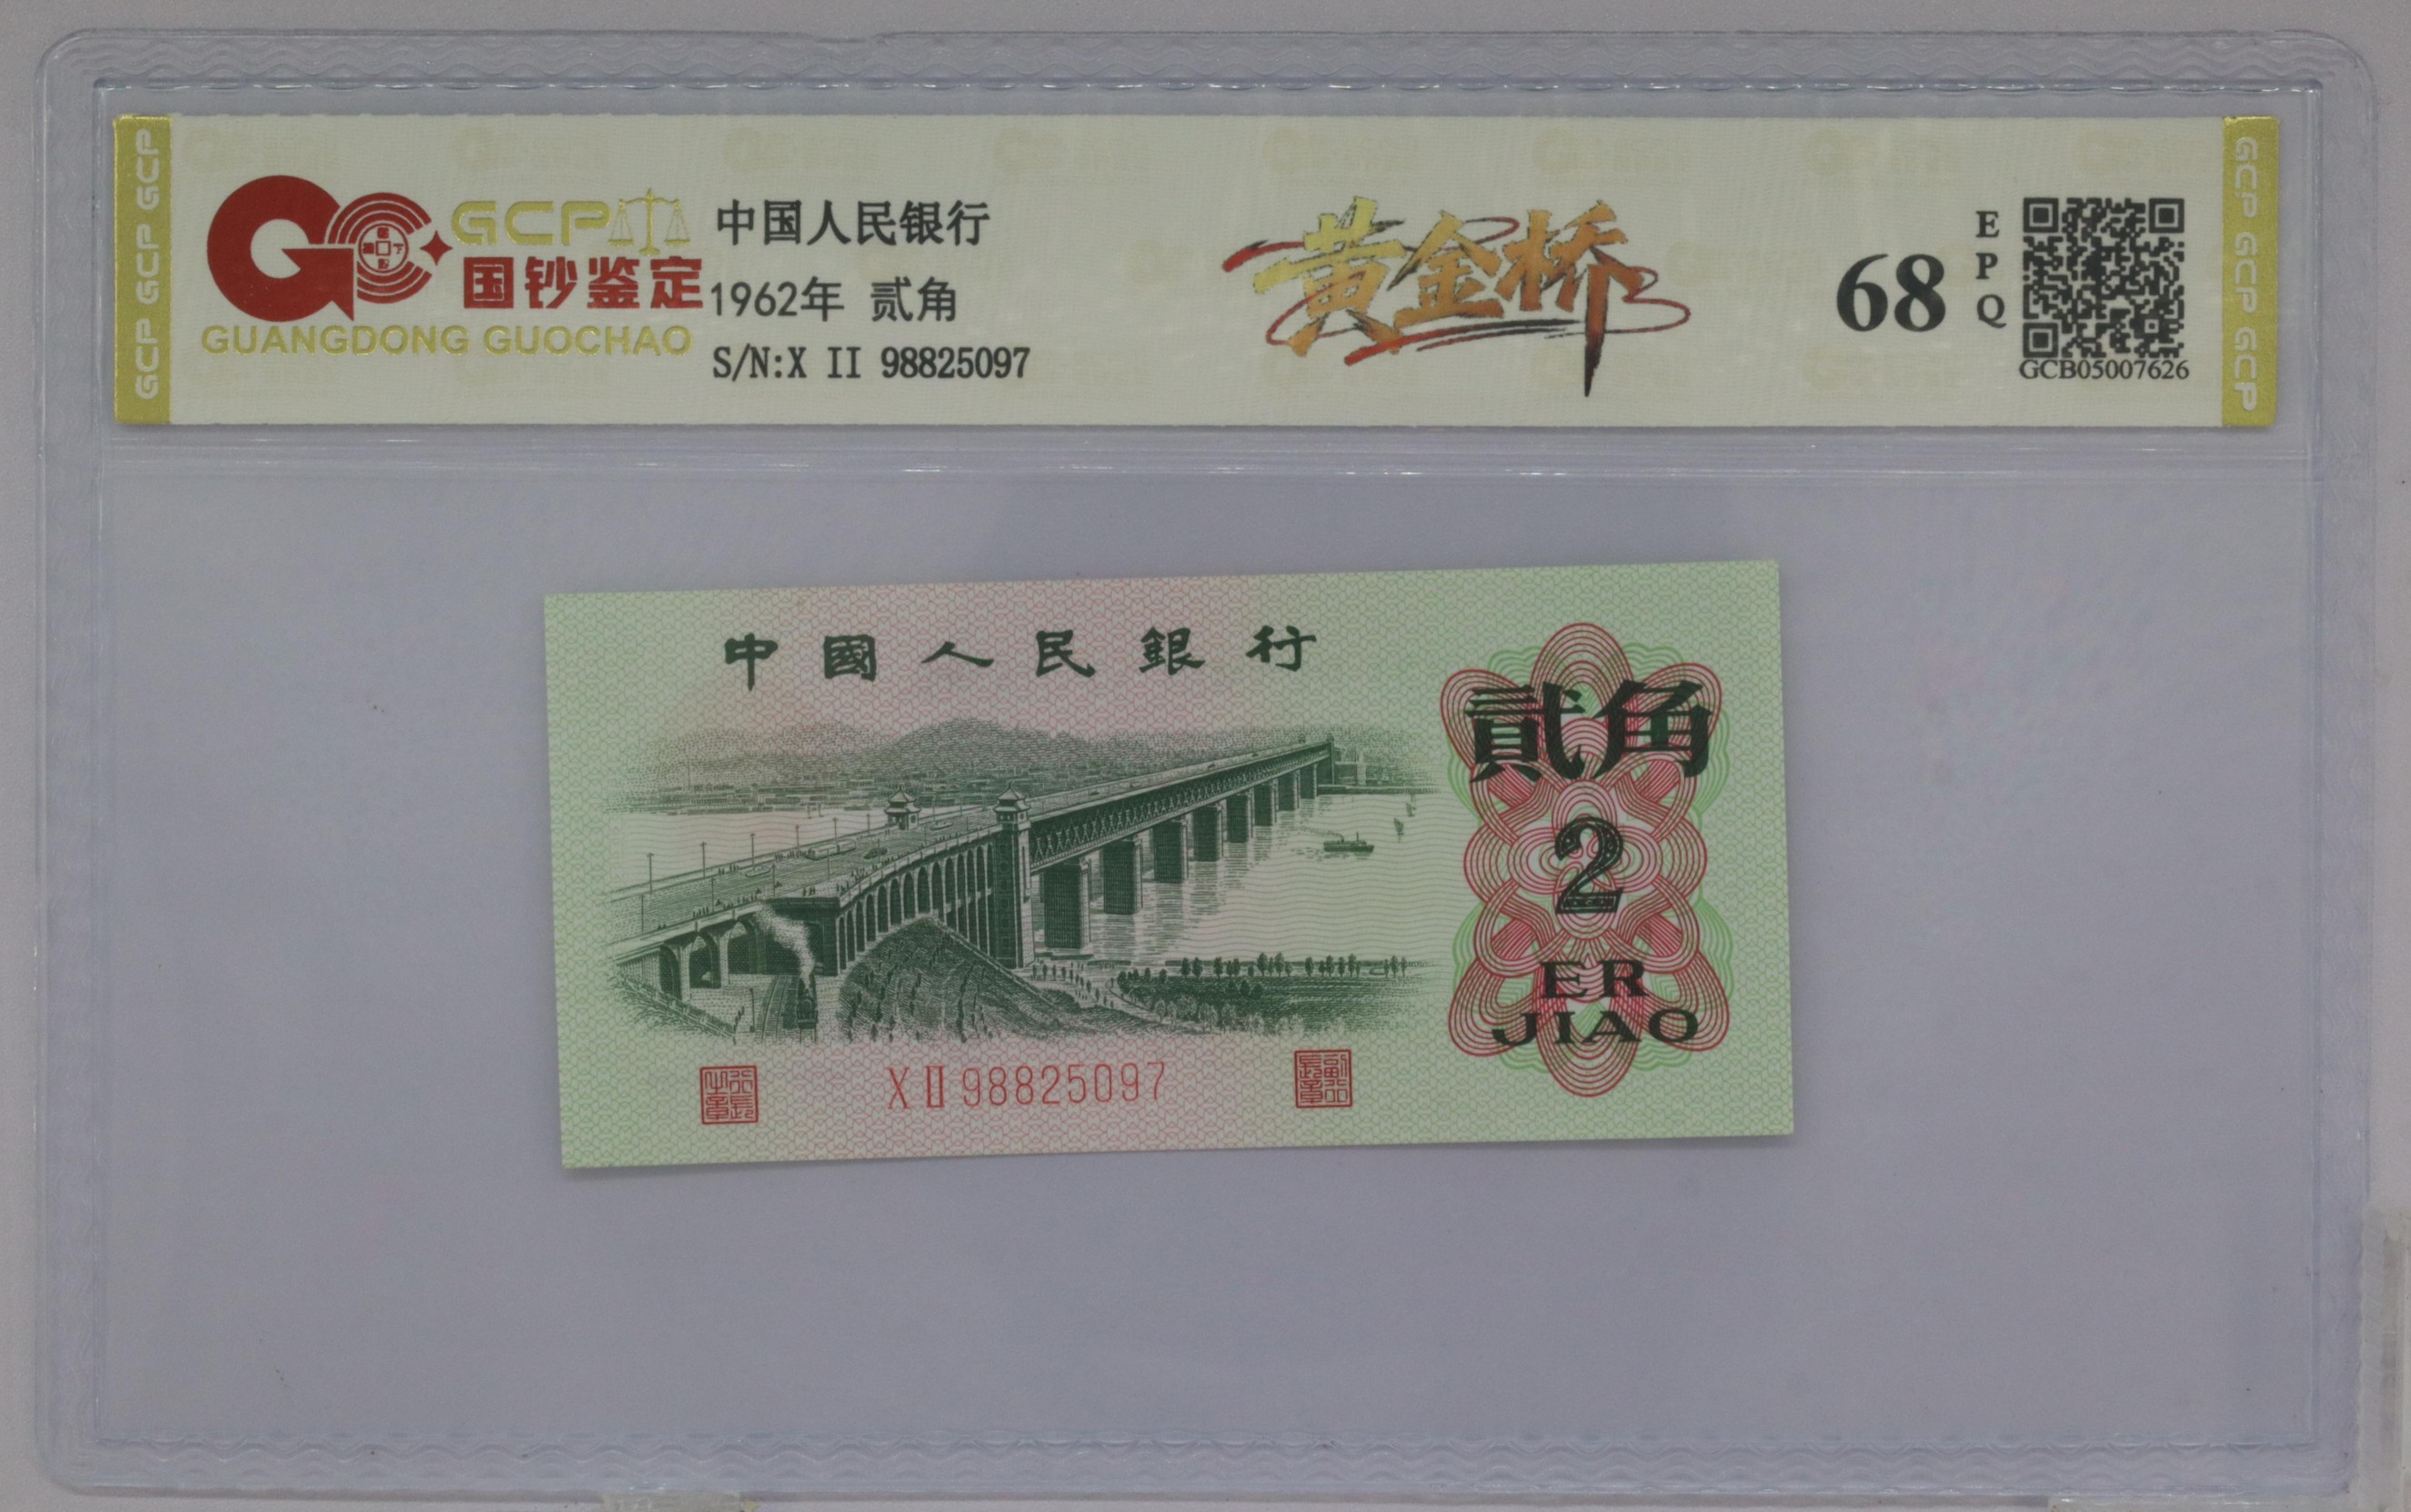 GCP GCP GCP
GCP
国钞鉴定
GUANGDONG GUOCHAO
中国人民银行
1962年 贰角
S/N:X II 98825097
黄金桥
68
EPQ
GCB05007626
GCP GCP GCP
中國人民銀行
貳角
2
ER
JIAO
X II 98825097